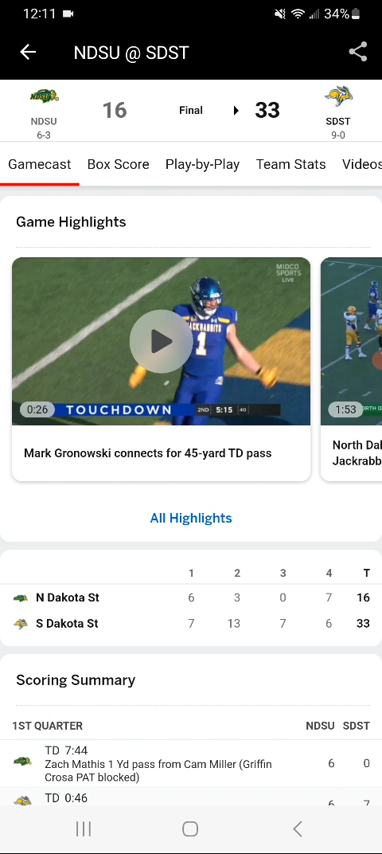 12:11
34%
NDSU @ SDST
NDSU
6-3
16
Final
33
SDST
9-0
Gamecast
Box Score
Play-by-Play
Team Stats
Videos
Game Highlights
MIDCO
SPORTS
LIVE
JACKRABBITS
1
0:26
TOUCHDOWN
2ND 5:15 40
1:53
Mark Gronowski connects for 45-yard TD pass
North Da
Jackrabb
All Highlights
1 2 3 4 T
N Dakota St 6 3 0 7 16
S Dakota St 7 13 7 6 33
Scoring Summary
1ST QUARTER NDSU SDST
TD 7:44
Zach Mathis 1 Yd pass from Cam Miller (Griffin
Crosa PAT blocked)
6 0
TD 0:46
6 7